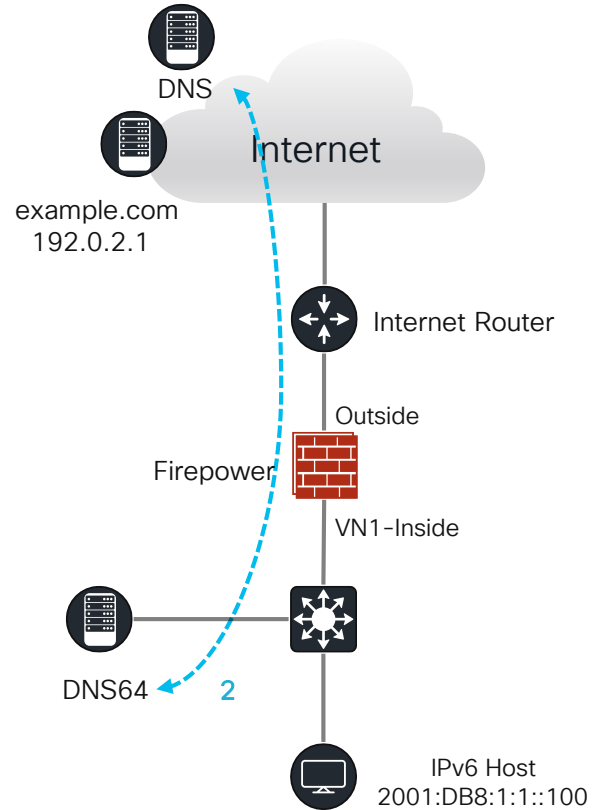 DNS
Internet
example.com
192.0.2.1
Internet Router
Outside
Firepower
VN1-Inside
DNS64
2
IPv6 Host
2001:DB8:1:1::100